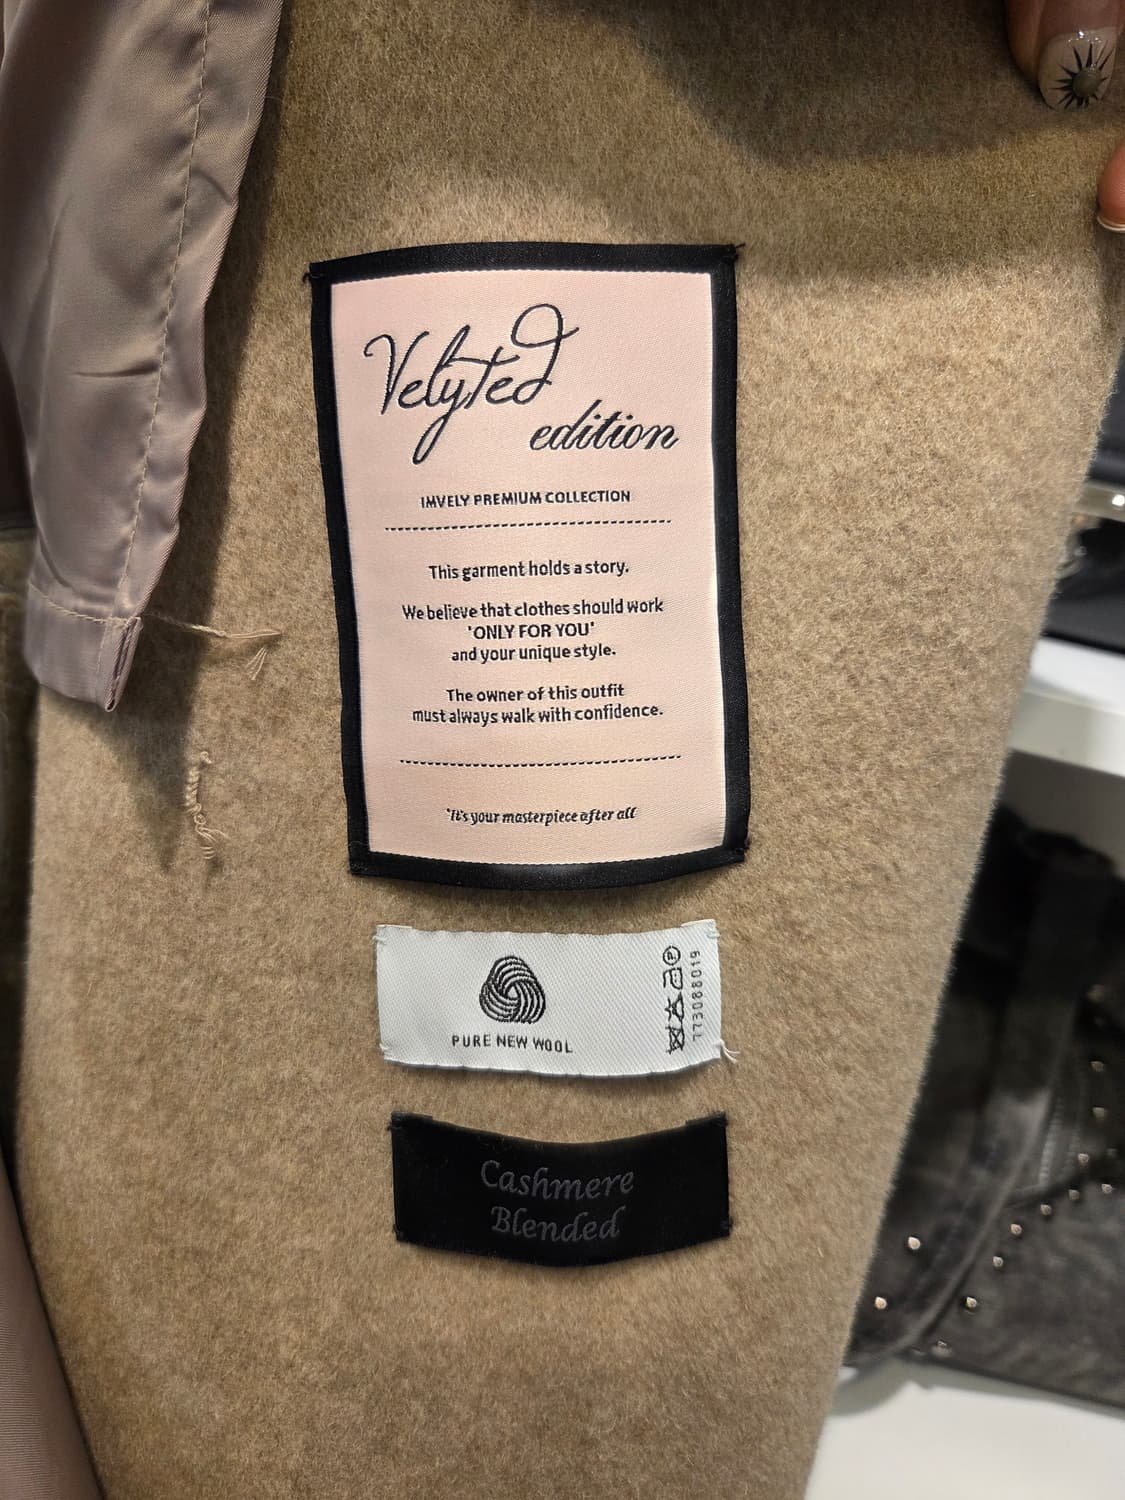 Velyted
edition
IMVELY PREMIUM COLLECTION
This garment holds a story.
We believe that clothes should work
'ONLY FOR YOU'
and your unique style.
The owner of this outfit
must always walk with confidence.
*It's your masterpiece after all
PURE NEW WOOL
773088019
Cashmere
Blended